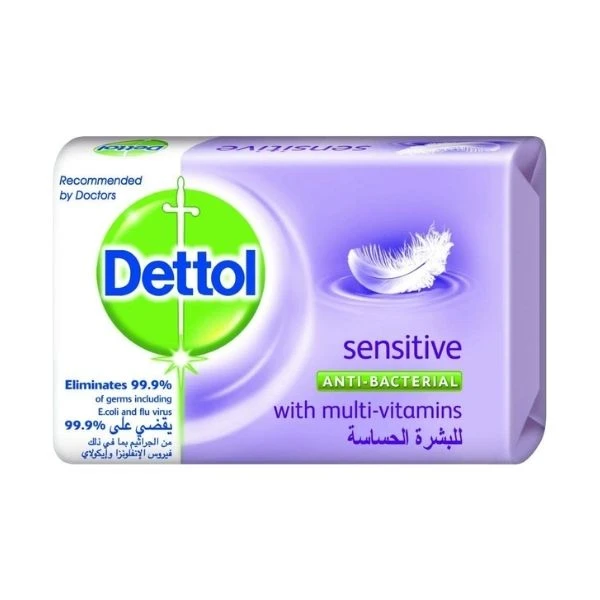 Dettol
sensitive
Recommended
by Doctors
Dettol
sensitive
ANTI-BACTERIAL
with multi-vitamins
للبشرة الحساسة
Eliminates 99.9%
of germs including
E.coli and flu virus
يقضي على 99.9%
من الجراثيم بما في ذلك
فيروس الإنفلونزا وإيكولاي